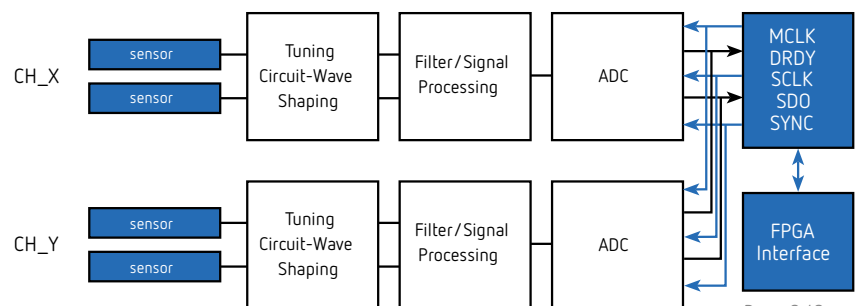 CH_X
sensor
sensor
Tuning
Circuit-Wave
Shaping
Filter/Signal
Processing
ADC
MCLK
DRDY
SCLK
SDO
SYNC
CH_Y
sensor
sensor
Tuning
Circuit-Wave
Shaping
Filter/Signal
Processing
ADC
FPGA
Interface